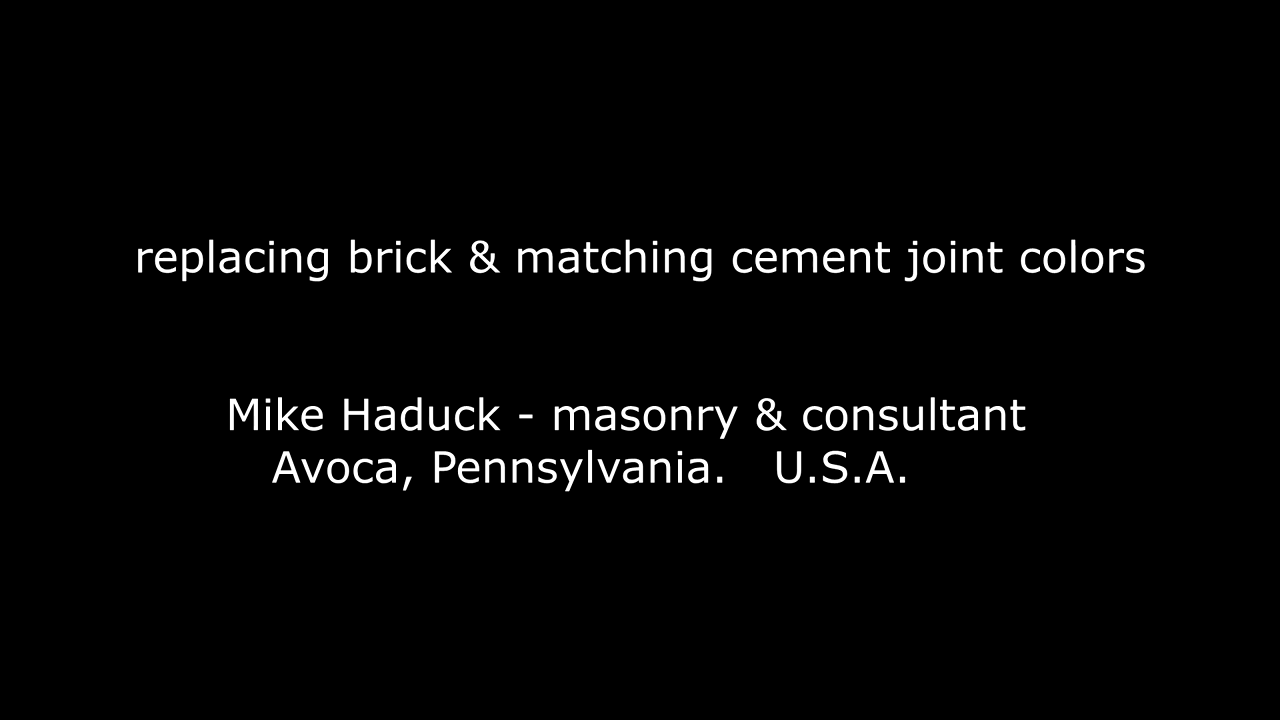 replacing brick & matching cement joint colors
Mike Haduck - masonry & consultant
Avoca, Pennsylvania. U.S.A.